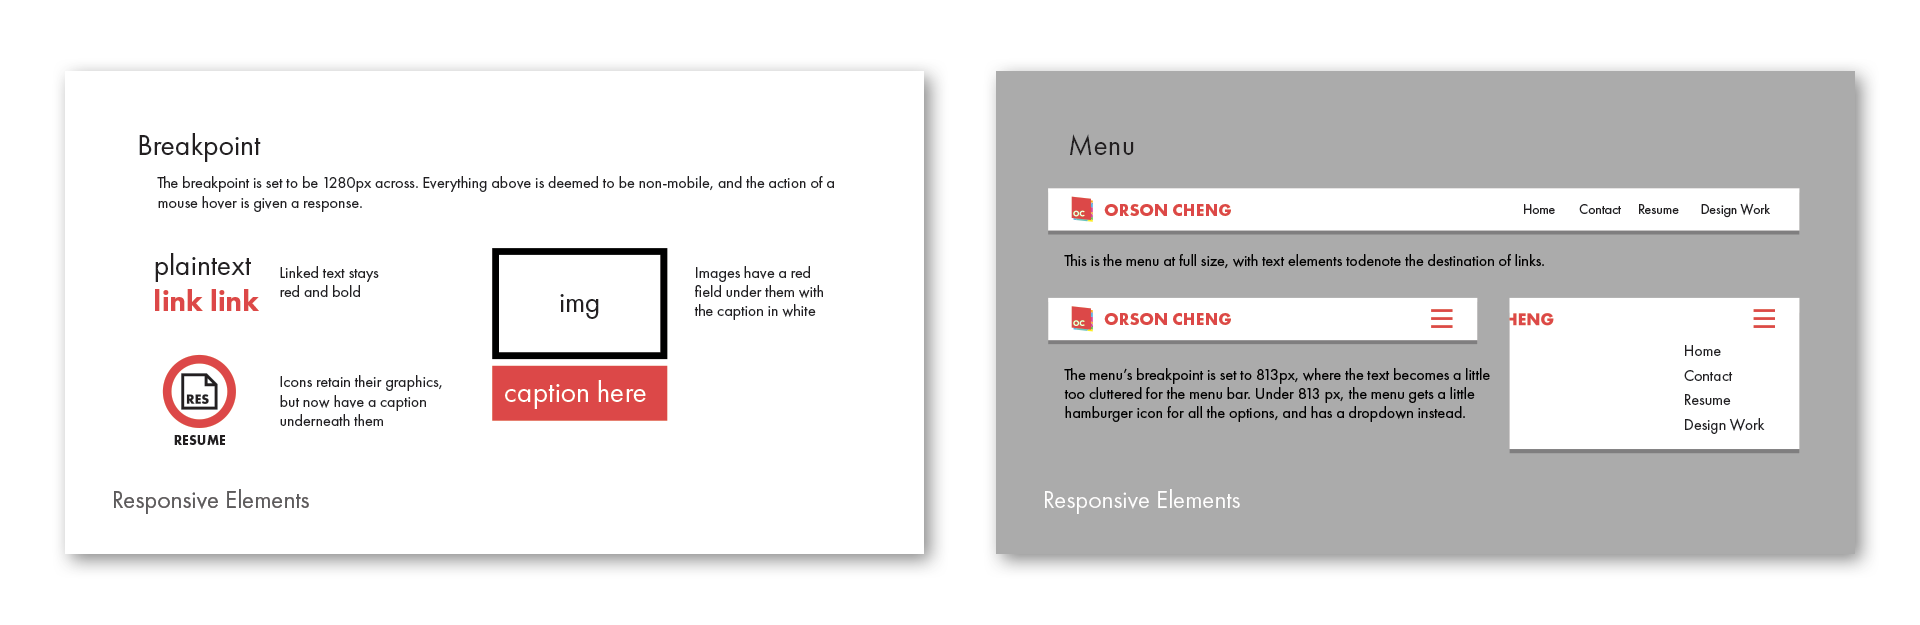 Breakpoint
The breakpoint is set to be 1280px across. Everything above is deemed to be non-mobile, and the action of a
mouse hover is given a response.
plaintext
link link
Linked text stays
red and bold
img
caption here
Images have a red
field under them with
the caption in white
RES
RESUME
Icons retain their graphics,
but now have a caption
underneath them
Responsive Elements
Menu
OC ORSON CHENG Home Contact Resume Design Work
This is the menu at full size, with text elements todenote the destination of links.
OC ORSON CHENG
The menu's breakpoint is set to 813px, where the text becomes a little
too cluttered for the menu bar. Under 813 px, the menu gets a little
hamburger icon for all the options, and has a dropdown instead.
HENG
Home
Contact
Resume
Design Work
Responsive Elements